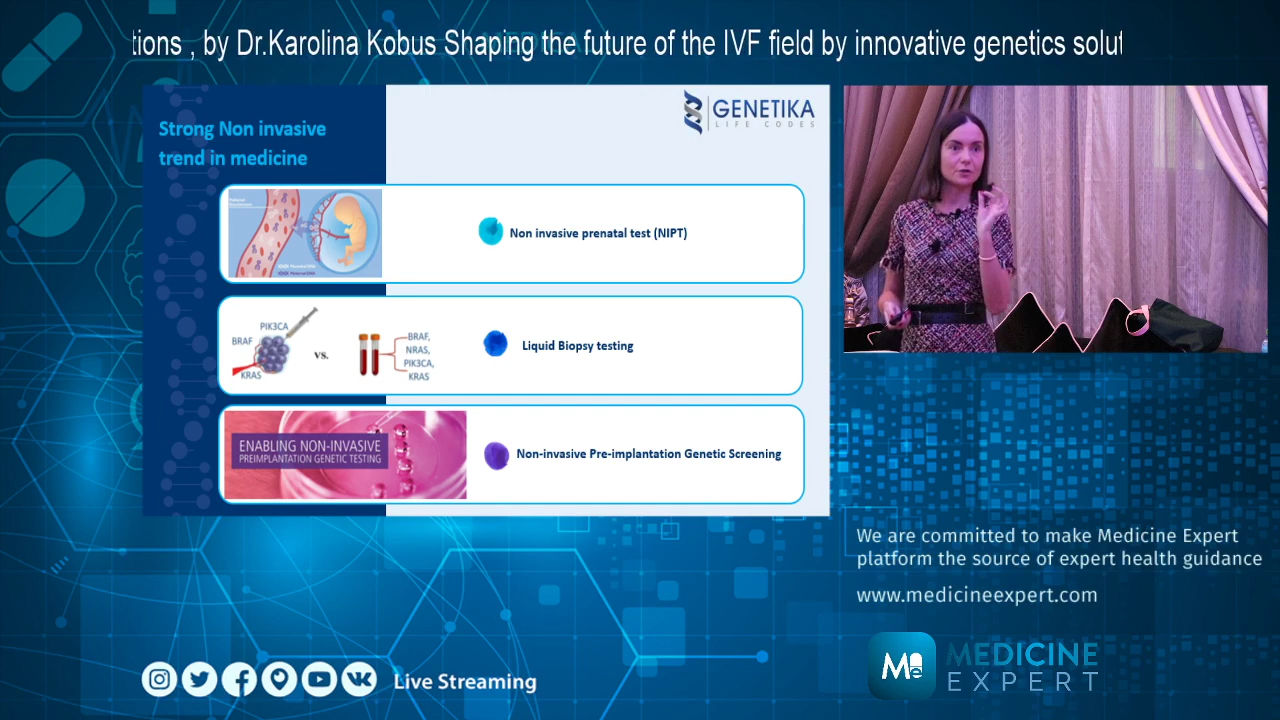 tions , by Dr.Karolina Kobus Shaping the future of the IVF field by innovative genetics solut
Strong Non invasive
trend in medicine
GENETIKA
LIFE CODES
Non invasive prenatal test (NIPT)
PIK3CA
BRAF
KRAS
vs.
BRAF,
NRAS,
PIK3CA,
KRAS
Liquid Biopsy testing
ENABLING NON-INVASIVE
PREIMPLANTATION GENETIC TESTING
Non-invasive Pre-implantation Genetic Screening
We are committed to make Medicine Expert
platform the source of expert health guidance
www.medicineexpert.com
Live Streaming
Me
MEDICINE
EXPERT